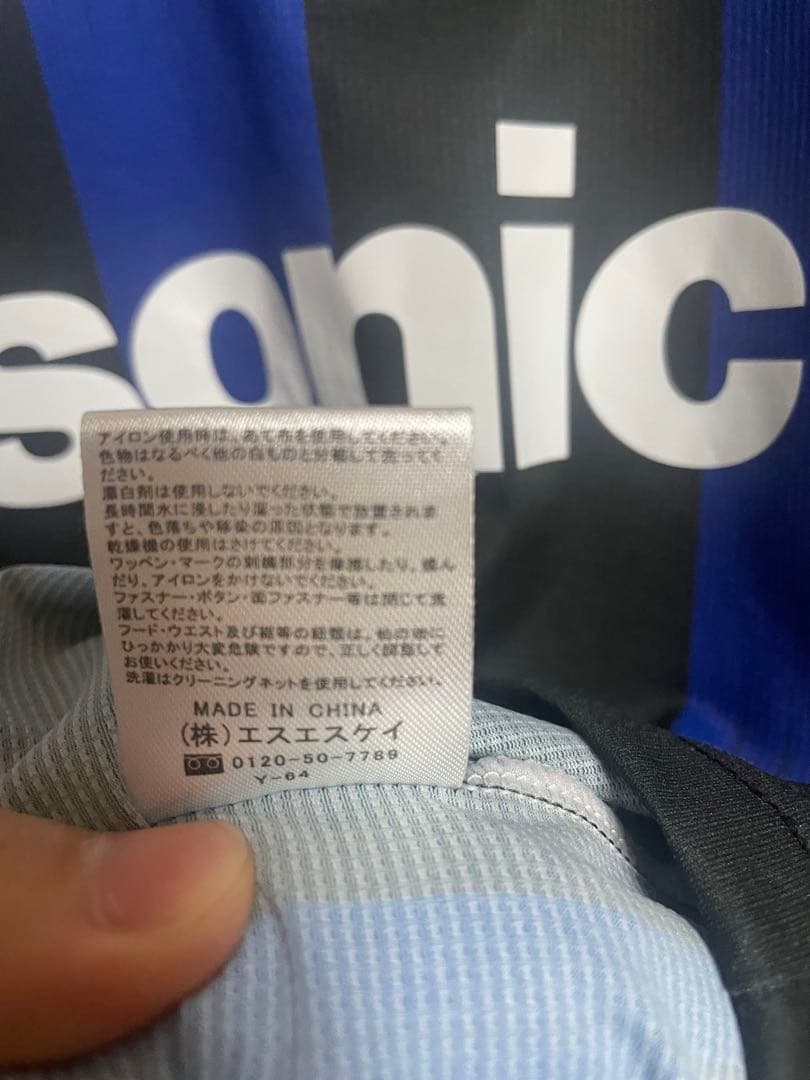 sonic
アイロン使用時は、あて布を使用してください。
色物はなるべく他の白ものと分離して洗ってく
ださい。
漂白剤は使用しないでください。
長時間水に浸したり湿った状態で放置されま
すと、色落ちや移染の原因となります。
乾燥機の使用はさけてください。
ワッペン・マークの刺繍部分を摩擦したり、揉ん
だり、アイロンをかけないでください。
ファスナー・ボタン・面ファスナー等は閉じて洗
濯してください。
フード・ウエスト及び裾等の紐類は、他の物に
ひっかかり大変危険ですので、正しく調整して
お使いください。
洗濯はクリーニングネットを使用してください。
MADE IN CHINA
(株)エスエスケイ
0120-50-7789
Y-64